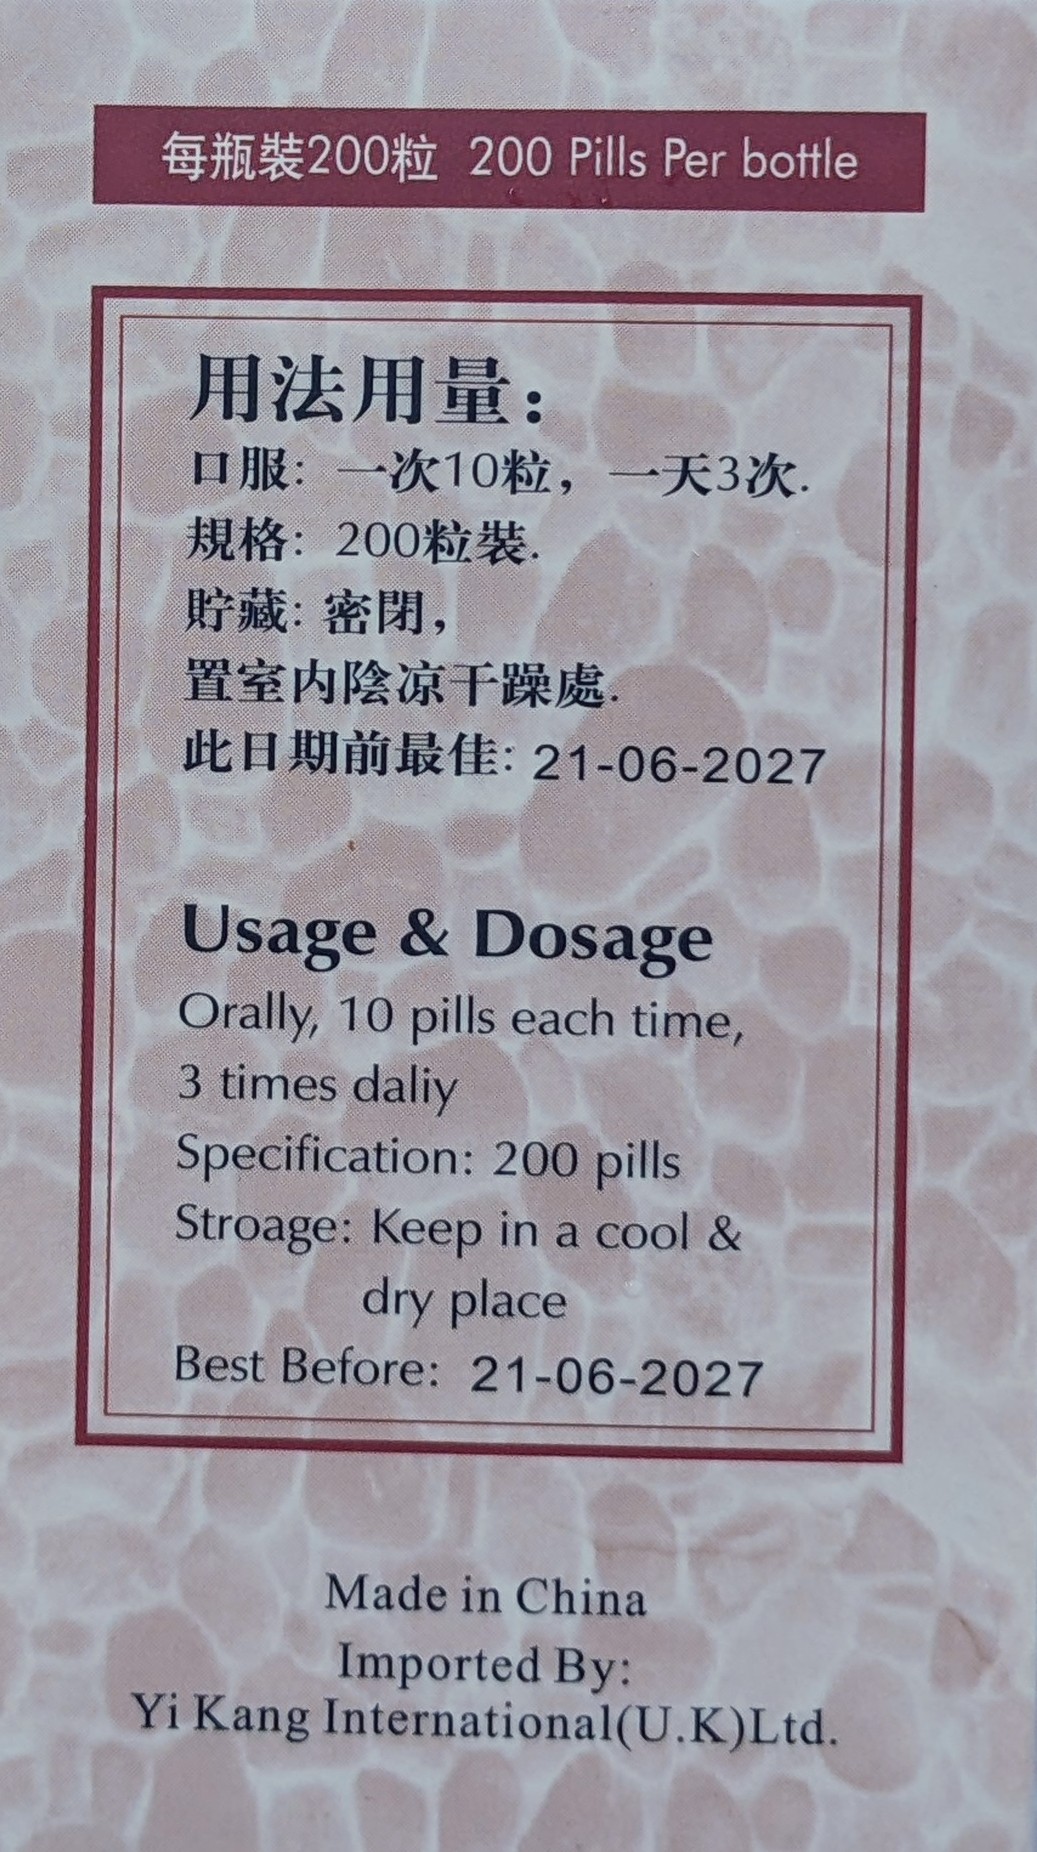 每瓶裝200粒 200 Pills Per bottle
用法用量：
口服: 一次10粒，一天3次.
規格: 200粒裝.
貯藏: 密閉，
置室内陰凉干躁處.
此日期前最佳: 21-06-2027
Usage & Dosage
Orally, 10 pills each time,
3 times daliy
Specification: 200 pills
Stroage: Keep in a cool &
dry place
Best Before: 21-06-2027
Made in China
Imported By:
Yi Kang International(U.K)Ltd.